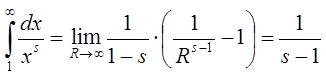 ∫₁^∞ dx/x^s = lim_{R→∞} 1/(1−s) · (1/R^{s−1} − 1) = 1/(s−1)